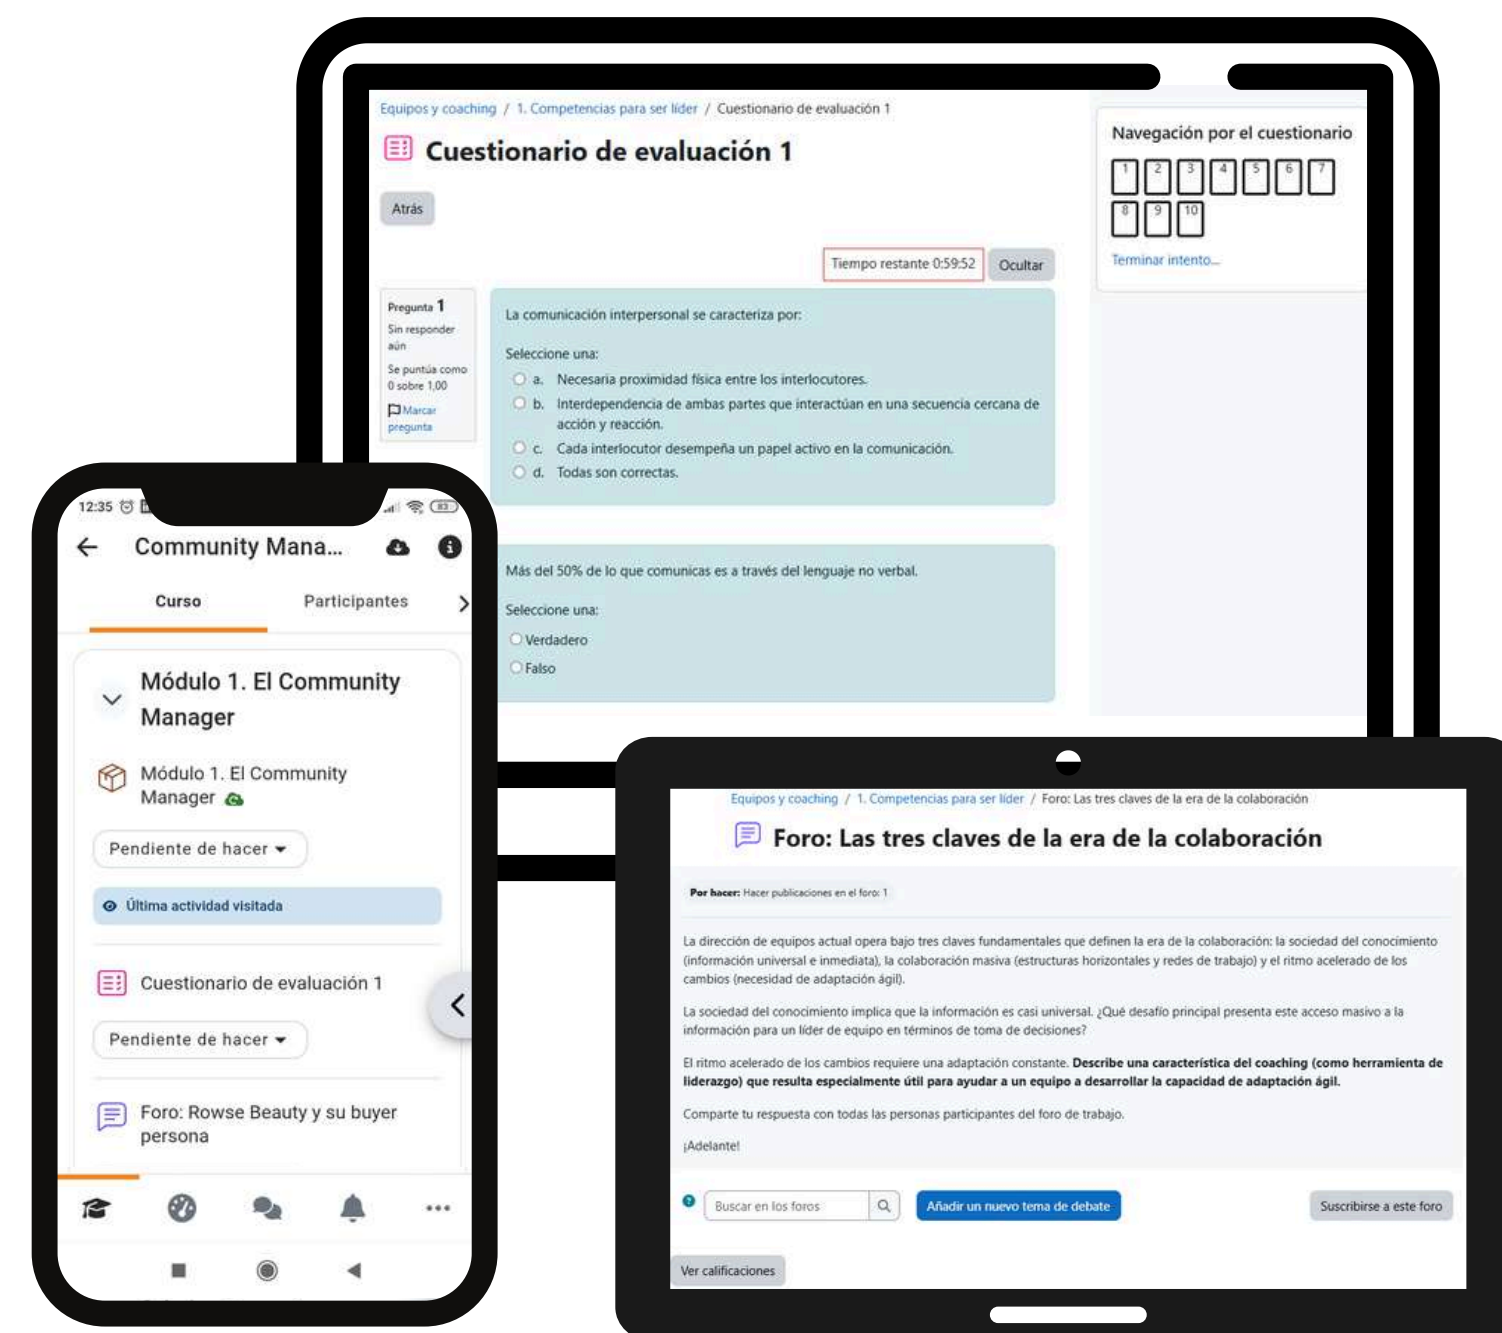 Equipos y coaching / 1. Competencias para ser líder / Cuestionario de evaluación 1
Cuestionario de evaluación 1
Atrás
Tiempo restante 0:59:52
Ocultar
Pregunta 1
Sin responder
aún
Se puntúa como
0 sobre 1,00
Marcar
pregunta
La comunicación interpersonal se caracteriza por:
Seleccione una:
a. Necesaria proximidad física entre los interlocutores.
b. Interdependencia de ambas partes que interactúan en una secuencia cercana de
acción y reacción.
c. Cada interlocutor desempeña un papel activo en la comunicación.
d. Todas son correctas.
Más del 50% de lo que comunicas es a través del lenguaje no verbal.
Seleccione una:
Verdadero
Falso
Navegación por el cuestionario
1 2 3 4 5 6 7
8 9 10
Terminar intento...
12:35
83
Community Mana...
Curso
Participantes
Módulo 1. El Community
Manager
Módulo 1. El Community
Manager
Pendiente de hacer
Última actividad visitada
Cuestionario de evaluación 1
Pendiente de hacer
Foro: Rowse Beauty y su buyer
persona
Equipos y coaching / 1. Competencias para ser líder / Foro: Las tres claves de la era de la colaboración
Foro: Las tres claves de la era de la colaboración
Por hacer: Hacer publicaciones en el foro: 1
La dirección de equipos actual opera bajo tres claves fundamentales que definen la era de la colaboración: la sociedad del conocimiento
(información universal e inmediata), la colaboración masiva (estructuras horizontales y redes de trabajo) y el ritmo acelerado de los
cambios (necesidad de adaptación ágil).
La sociedad del conocimiento implica que la información es casi universal. ¿Qué desafío principal presenta este acceso masivo a la
información para un líder de equipo en términos de toma de decisiones?
El ritmo acelerado de los cambios requiere una adaptación constante. Describe una característica del coaching (como herramienta de
liderazgo) que resulta especialmente útil para ayudar a un equipo a desarrollar la capacidad de adaptación ágil.
Comparte tu respuesta con todas las personas participantes del foro de trabajo.
¡Adelante!
Buscar en los foros
Añadir un nuevo tema de debate
Suscribirse a este foro
Ver calificaciones